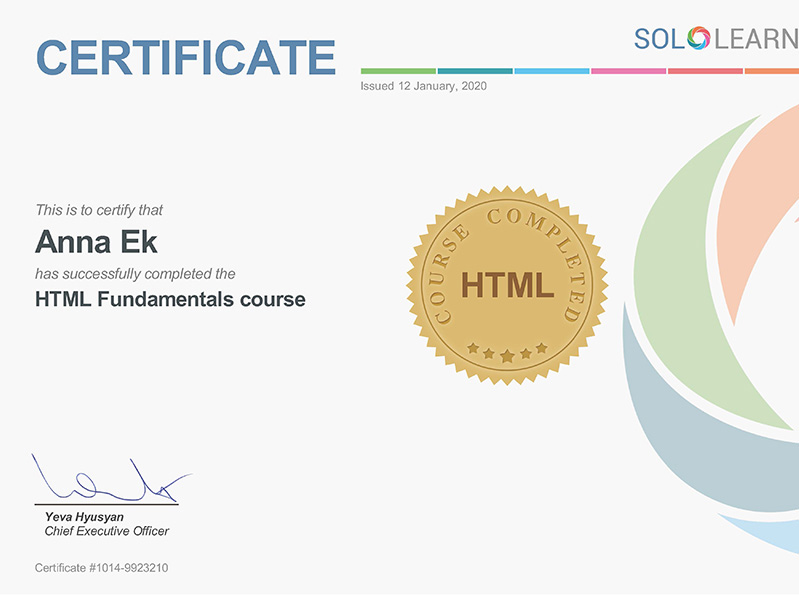 CERTIFICATE
SOLOLEARN
Issued 12 January, 2020
This is to certify that
Anna Ek
has successfully completed the
HTML Fundamentals course
COURSE COMPLETED
HTML
Yeva Hyusyan
Chief Executive Officer
Certificate #1014-9923210